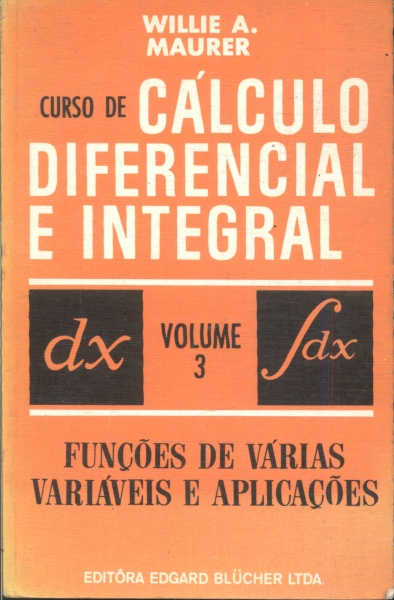 WILLIE A.
MAURER
CURSO DE CÁLCULO
DIFERENCIAL
E INTEGRAL
dx VOLUME 3 ∫dx
FUNÇÕES DE VÁRIAS
VARIÁVEIS E APLICAÇÕES
EDITÔRA EDGARD BLÜCHER LTDA.